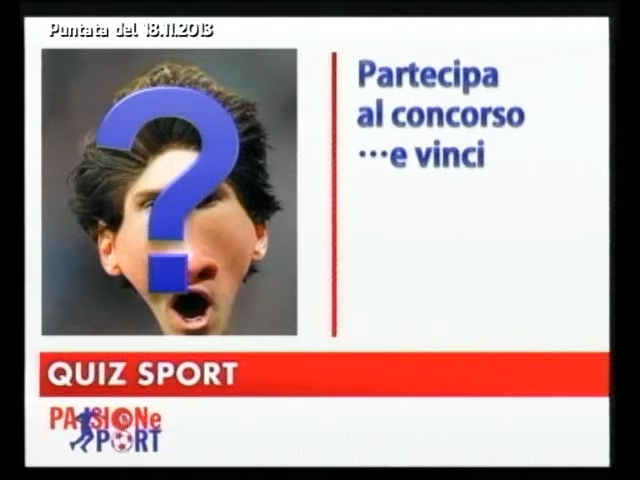 Puntata del 18.11.2013
Partecipa
al concorso
...e vinci
?
QUIZ SPORT
PASSIONe
SPORT